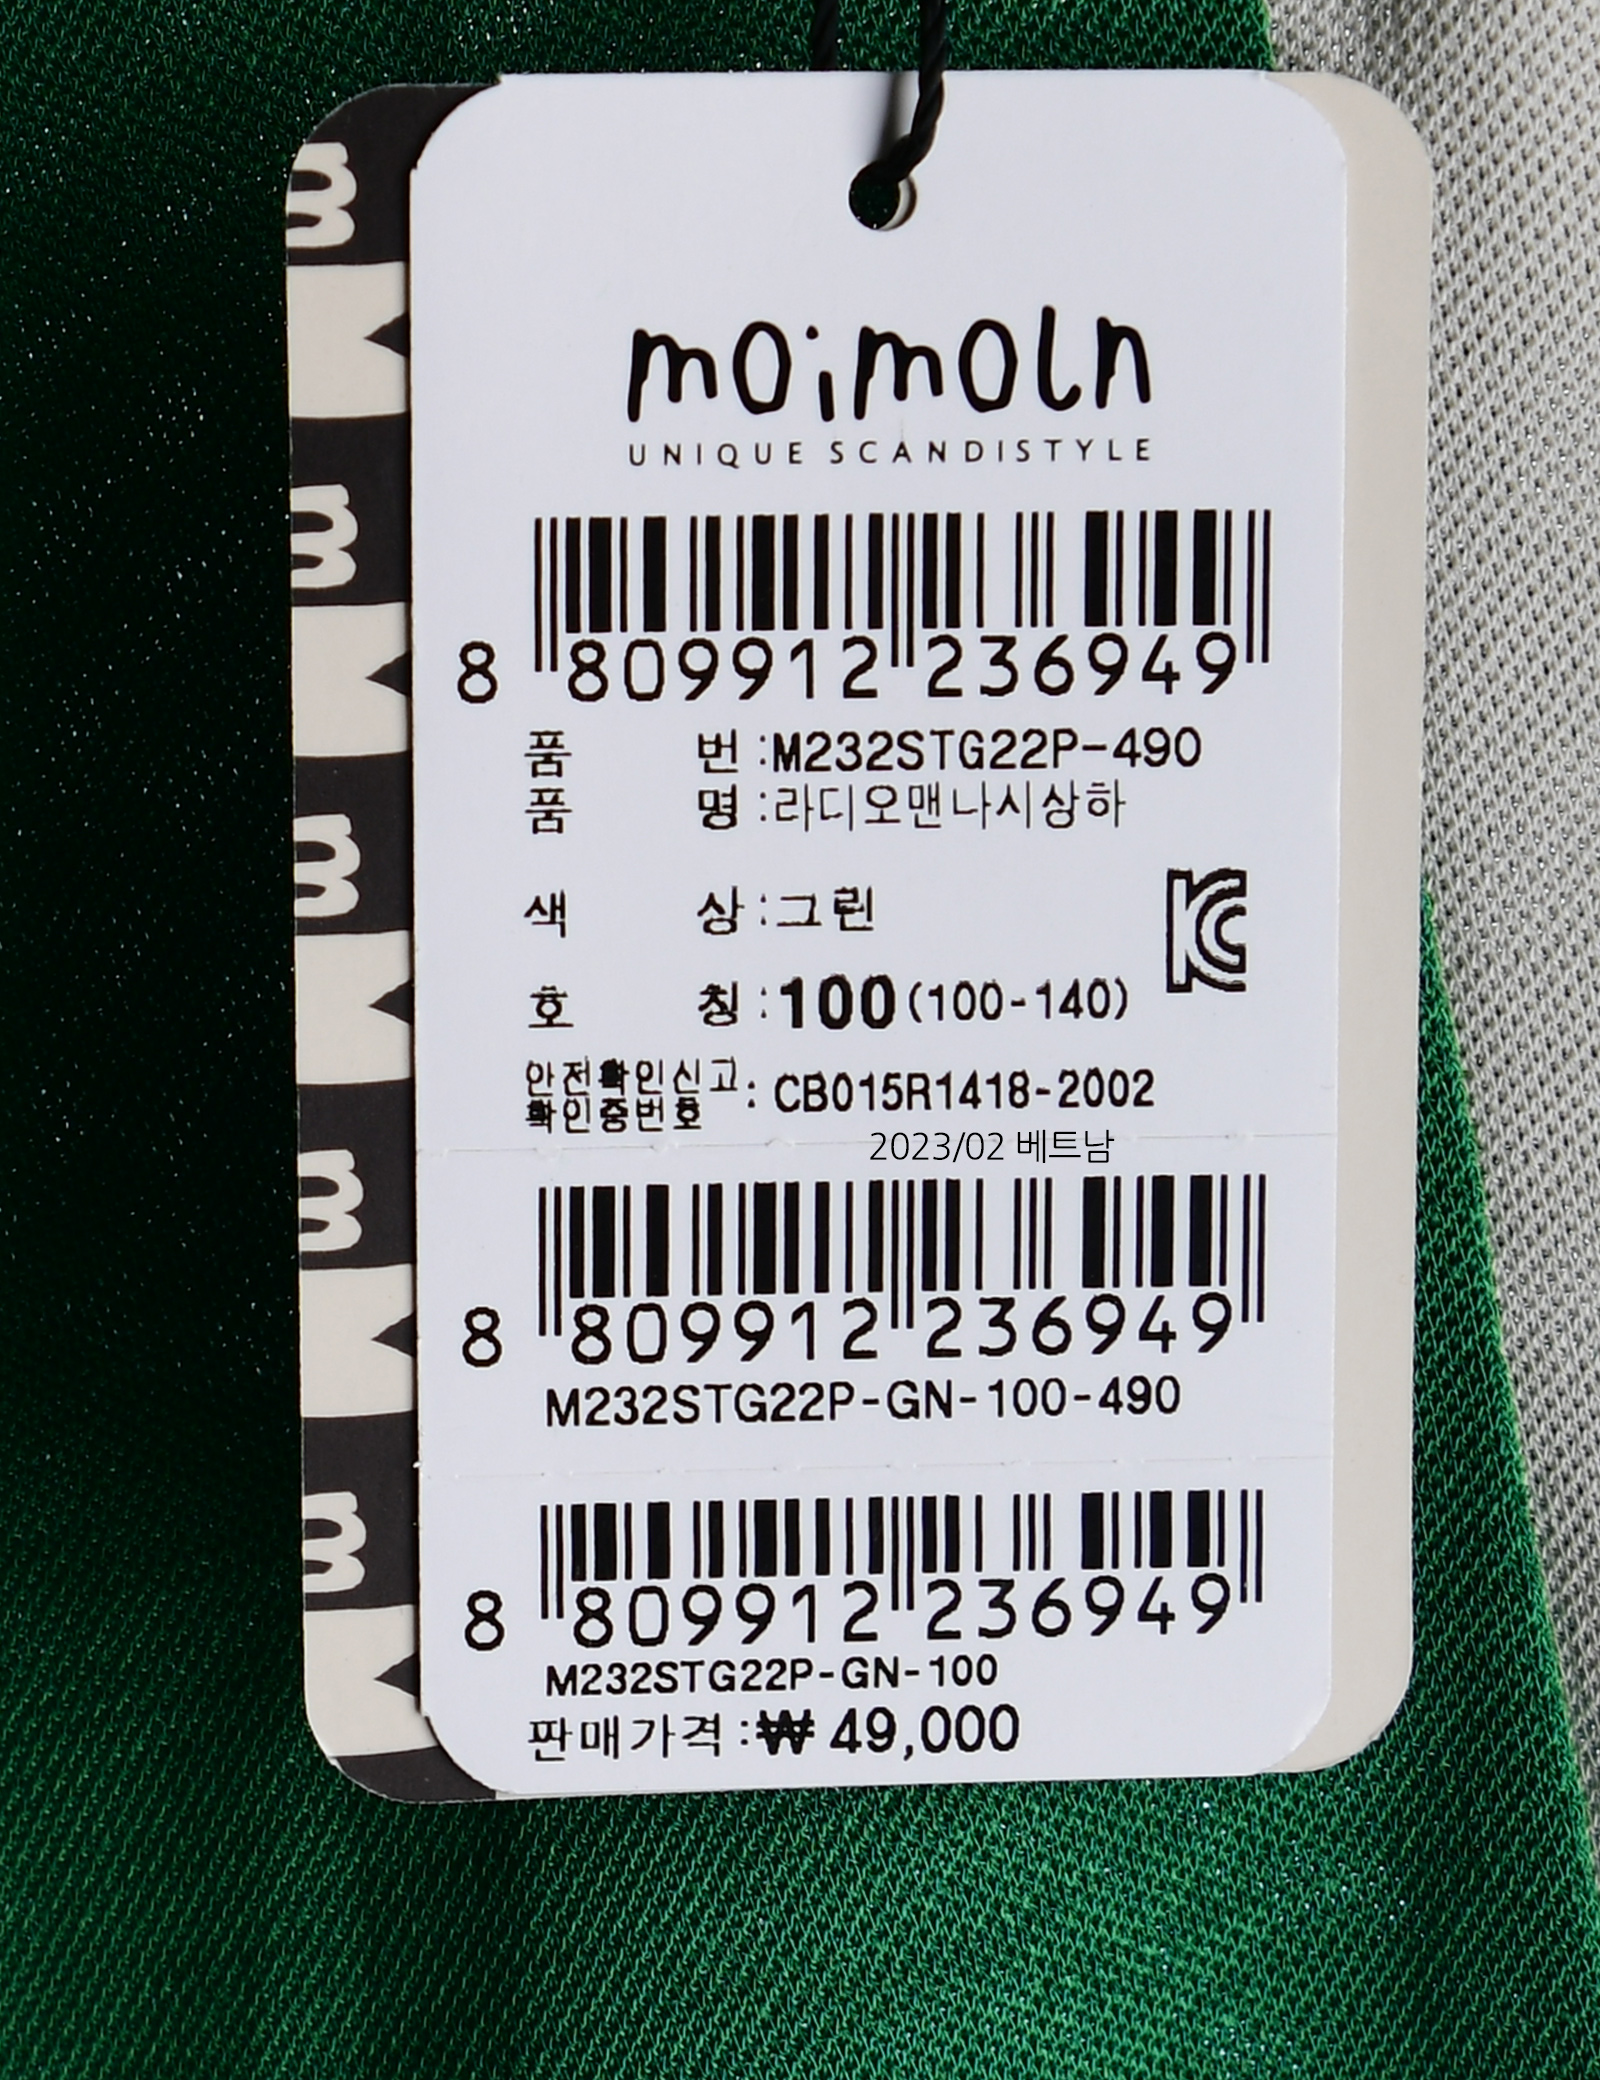 moimoln
UNIQUE SCANDISTYLE
8 809912 236949
품 번 :M232STG22P-490
품 명 :라디오맨나시상하
색 상 :그린
호 칭 :100(100-140)
안전확인신고
확인증번호 : CB015R1418-2002
2023/02 베트남
8 809912 236949
M232STG22P-GN-100-490
8 809912 236949
M232STG22P-GN-100
판매가격 :₩ 49,000